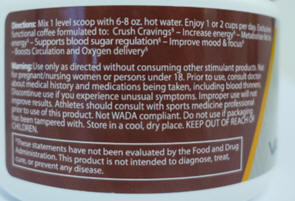 Directions: Mix 1 level scoop with 6-8 oz. hot water. Enjoy 1 or 2 cups per day. Exclusive
functional coffee formulated to: Crush Cravings§ – Increase energy§ – Metabolize
energy§ – Supports blood sugar regulation§ – Improve mood & focus§
- Boosts Circulation and Oxygen delivery§
Warning: Use only as directed without consuming other stimulant products. Not
for pregnant/nursing women or persons under 18. Prior to use, consult doctor
about medical history and medications being taken, including blood thinners.
Discontinue use if you experience unusual symptoms. Improper use will not
improve results. Athletes should consult with sports medicine professional
prior to use of this product. Not WADA compliant. Do not use if packaging
has been tampered with. Store in a cool, dry place. KEEP OUT OF REACH OF
CHILDREN.
§These statements have not been evaluated by the Food and Drug
Administration. This product is not intended to diagnose, treat,
cure, or prevent any disease.